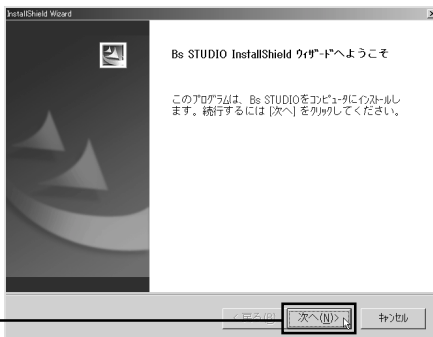 InstallShield Wizard
Bs STUDIO InstallShield ウィザードへようこそ
このプログラムは、Bs STUDIOをコンピュータにインストールし
ます。続行するには [次へ] をクリックしてください。
< 戻る(B) 次へ(N)> キャンセル